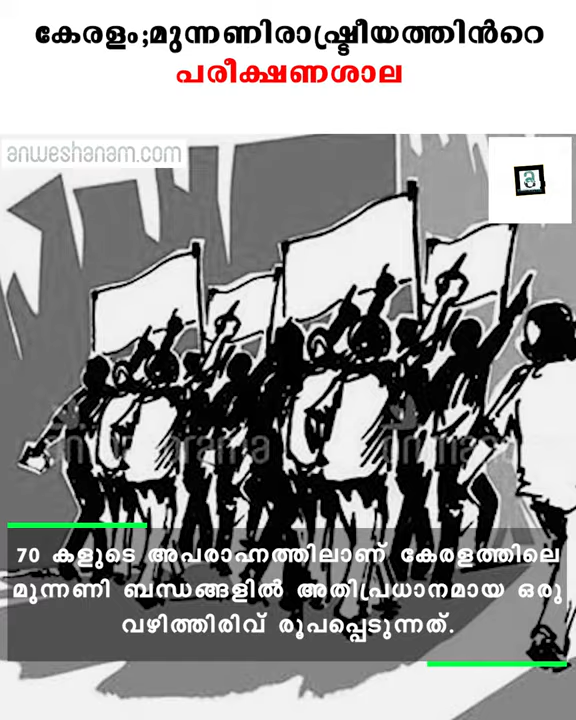 കേരളം;മുന്നണിരാഷ്ട്രീയത്തിൻറെ
പരീക്ഷണശാല
anweshanam.com
70 കളുടെ അപരാഹ്നത്തിലാണ് കേരളത്തിലെ
മുന്നണി ബന്ധങ്ങളിൽ അതിപ്രധാനമായ ഒരു
വഴിത്തിരിവ് രൂപപ്പെടുന്നത്.